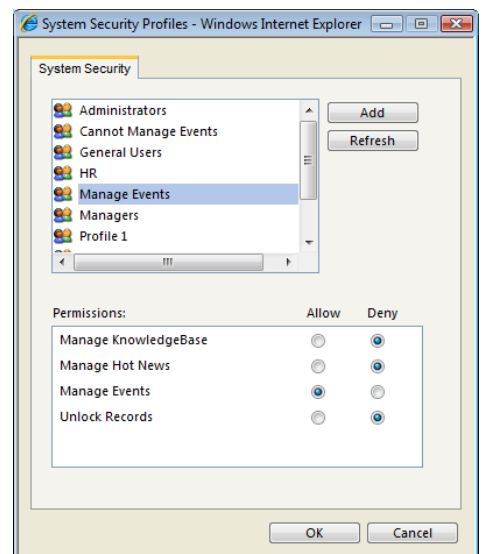 System Security Profiles - Windows Internet Explorer
System Security
Administrators
Cannot Manage Events
General Users
HR
Manage Events
Managers
Profile 1
Add
Refresh
Permissions: Allow Deny
Manage KnowledgeBase
Manage Hot News
Manage Events
Unlock Records
OK Cancel